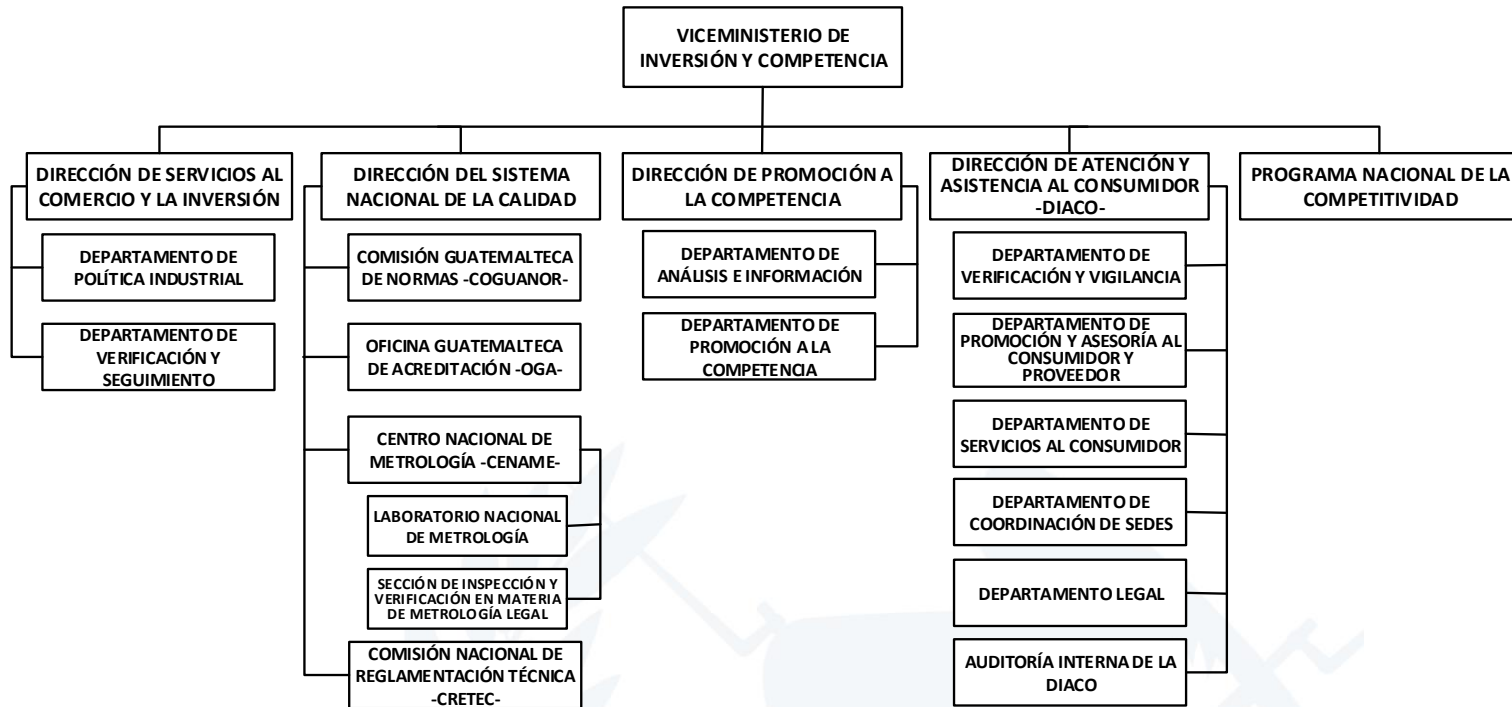 VICEMINISTERIO DE
INVERSIÓN Y COMPETENCIA
DIRECCIÓN DE SERVICIOS AL
COMERCIO Y LA INVERSIÓN
DEPARTAMENTO DE
POLÍTICA INDUSTRIAL
DEPARTAMENTO DE
VERIFICACIÓN Y
SEGUIMIENTO
DIRECCIÓN DEL SISTEMA
NACIONAL DE LA CALIDAD
COMISIÓN GUATEMALTECA
DE NORMAS -COGUANOR-
OFICINA GUATEMALTECA
DE ACREDITACIÓN -OGA-
CENTRO NACIONAL DE
METROLOGÍA -CENAME-
LABORATORIO NACIONAL
DE METROLOGÍA
SECCIÓN DE INSPECCIÓN Y
VERIFICACIÓN EN MATERIA
DE METROLOGÍA LEGAL
COMISIÓN NACIONAL DE
REGLAMENTACIÓN TÉCNICA
-CRETEC-
DIRECCIÓN DE PROMOCIÓN A
LA COMPETENCIA
DEPARTAMENTO DE
ANÁLISIS E INFORMACIÓN
DEPARTAMENTO DE
PROMOCIÓN A LA
COMPETENCIA
DIRECCIÓN DE ATENCIÓN Y
ASISTENCIA AL CONSUMIDOR
-DIACO-
DEPARTAMENTO DE
VERIFICACIÓN Y VIGILANCIA
DEPARTAMENTO DE
PROMOCIÓN Y ASESORÍA AL
CONSUMIDOR Y
PROVEEDOR
DEPARTAMENTO DE
SERVICIOS AL CONSUMIDOR
DEPARTAMENTO DE
COORDINACIÓN DE SEDES
DEPARTAMENTO LEGAL
AUDITORÍA INTERNA DE LA
DIACO
PROGRAMA NACIONAL DE LA
COMPETITIVIDAD